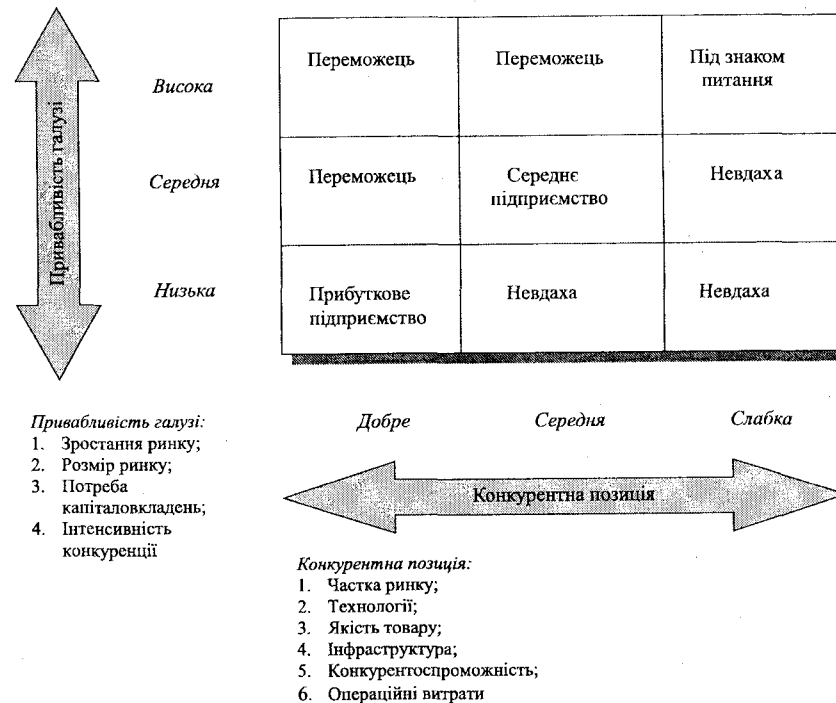 Привабливість галузі
Висока
Переможець
Переможець
Під знаком
питання
Середня
Переможець
Середнє
підприємство
Невдаха
Низька
Прибуткове
підприємство
Невдаха
Невдаха
Добре
Середня
Слабка
Конкурентна позиція
Привабливість галузі:
1. Зростання ринку;
2. Розмір ринку;
3. Потреба
капіталовкладень;
4. Інтенсивність
конкуренції
Конкурентна позиція:
1. Частка ринку;
2. Технології;
3. Якість товару;
4. Інфраструктура;
5. Конкурентоспроможність;
6. Операційні витрати